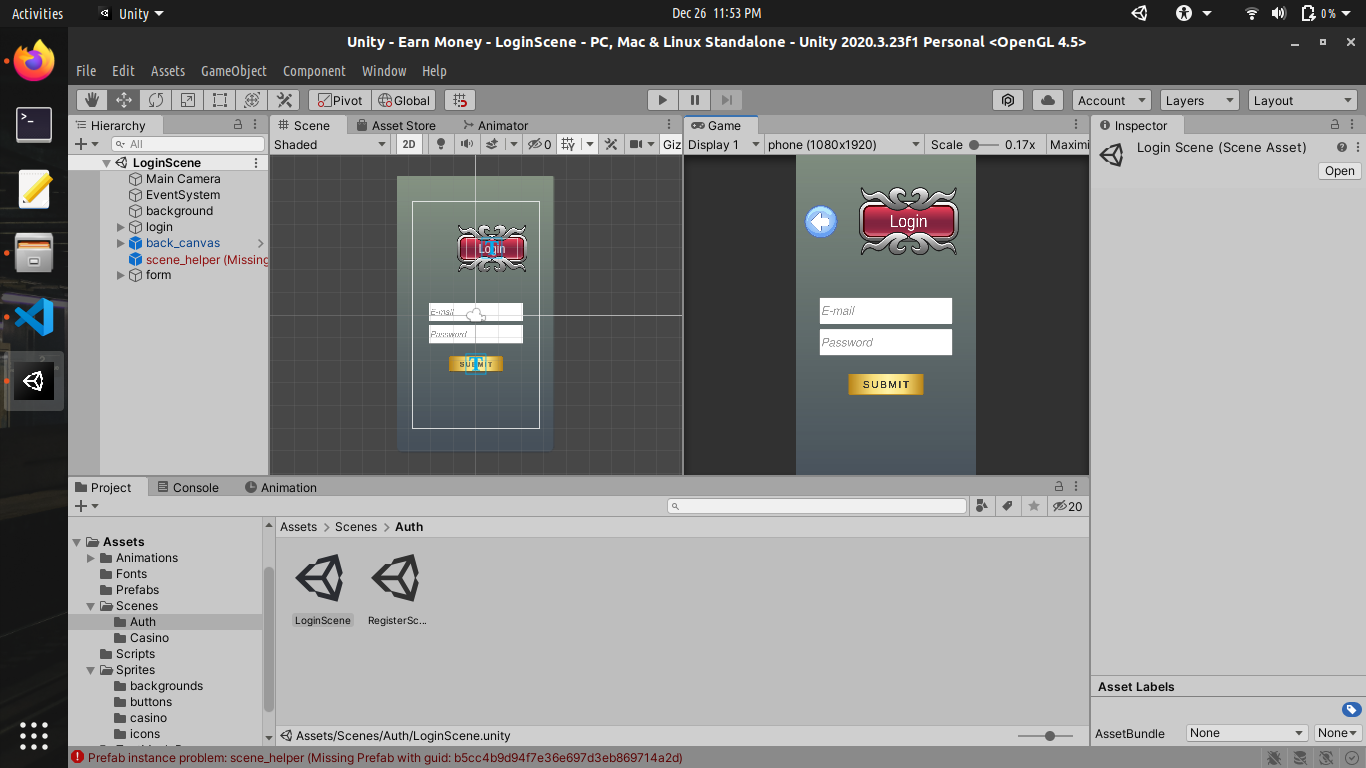 Activities Unity Dec 26 11:53 PM 0 %
Unity - Earn Money - LoginScene - PC, Mac & Linux Standalone - Unity 2020.3.23f1 Personal <OpenGL 4.5>
File Edit Assets GameObject Component Window Help
Pivot Global Account Layers Layout
Hierarchy
All
LoginScene
Main Camera
EventSystem
background
login
back_canvas
scene_helper (Missing
form
Scene Asset Store Animator
Shaded 2D 0 Giz
Login
E-mail
Password
SUBMIT
Game
Display 1 phone (1080x1920) Scale 0.17x Maximi
Login
E-mail
Password
SUBMIT
Inspector
Login Scene (Scene Asset)
Open
Project Console Animation
20
Assets
Animations
Fonts
Prefabs
Scenes
Auth
Casino
Scripts
Sprites
backgrounds
buttons
casino
icons
Assets > Scenes > Auth
LoginScene RegisterSc...
Assets/Scenes/Auth/LoginScene.unity
Asset Labels
AssetBundle None None
Prefab instance problem: scene_helper (Missing Prefab with guid: b5cc4b9d94f7e36e697d3eb869714a2d)